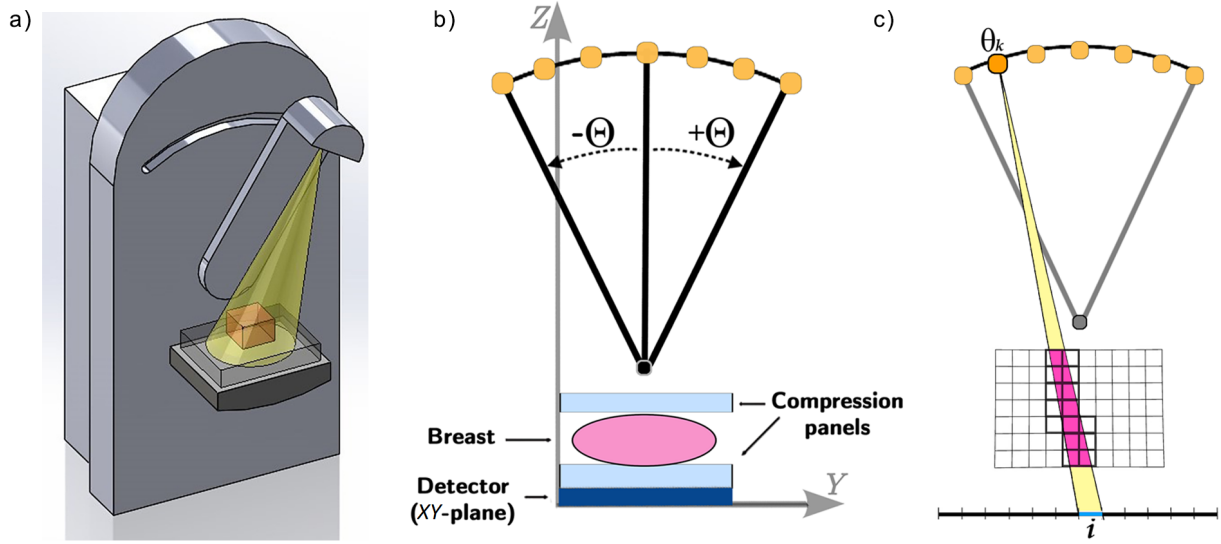 a)
b)
c)
Z
θk
-Θ
+Θ
Compression
panels
Breast
Detector
(XY-plane)
Y
i